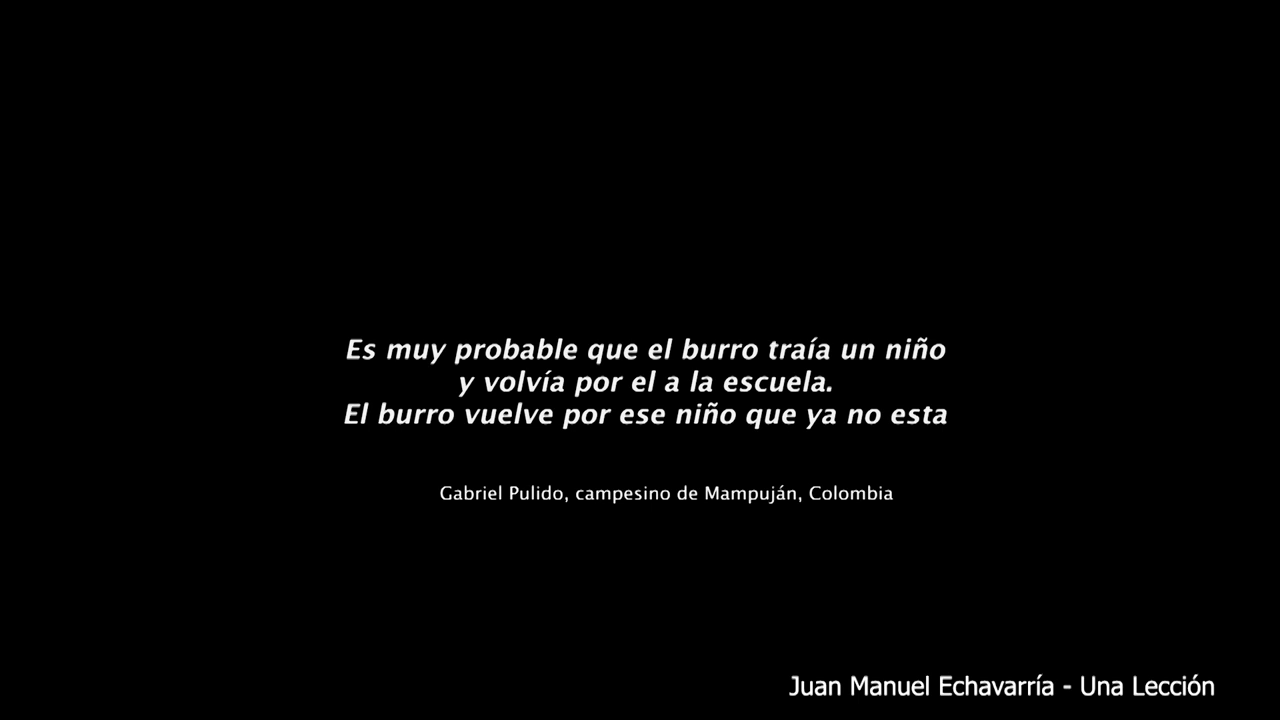 Es muy probable que el burro traía un niño
y volvía por el a la escuela.
El burro vuelve por ese niño que ya no esta
Gabriel Pulido, campesino de Mampuján, Colombia
Juan Manuel Echavarría - Una Lección